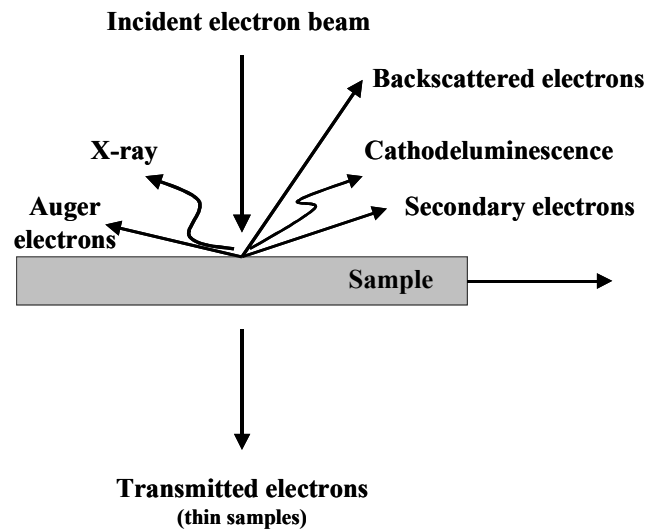 Incident electron beam
Backscattered electrons
X-ray
Cathodeluminescence
Auger
electrons
Secondary electrons
Sample
Transmitted electrons
(thin samples)